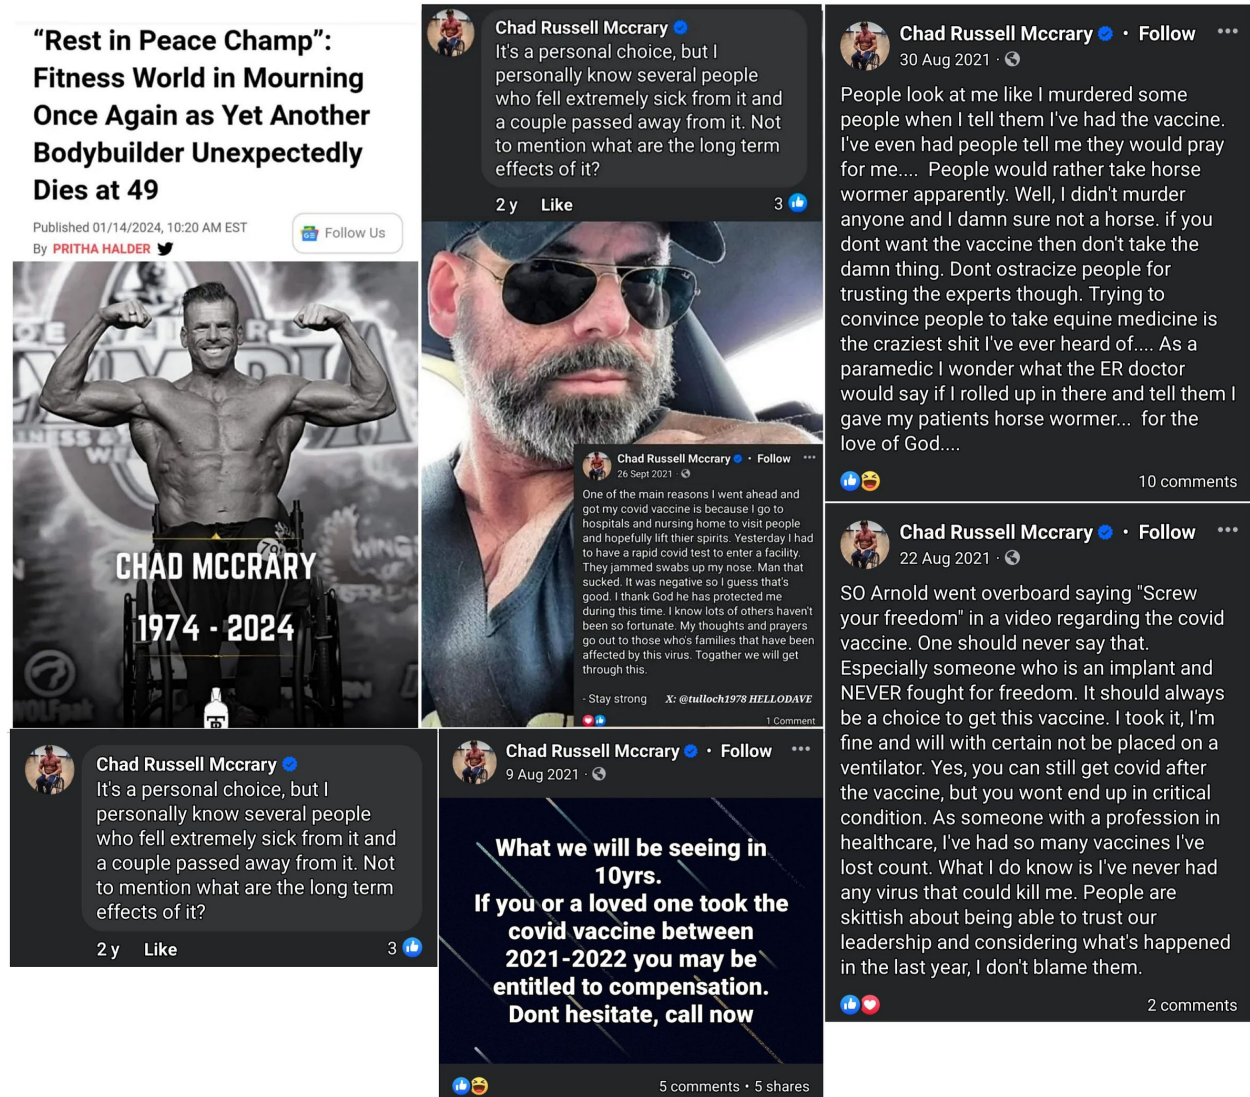 “Rest in Peace Champ”:
Fitness World in Mourning
Once Again as Yet Another
Bodybuilder Unexpectedly
Dies at 49
Published 01/14/2024, 10:20 AM EST
By PRITHA HALDER
Follow Us
CHAD MCCRARY
1974 - 2024
Chad Russell Mccrary
It's a personal choice, but I
personally know several people
who fell extremely sick from it and
a couple passed away from it. Not
to mention what are the long term
effects of it?
2 y Like 3
Chad Russell Mccrary • Follow
26 Sept 2021 ·
One of the main reasons I went ahead and
got my covid vaccine is because I go to
hospitals and nursing home to visit people
and hopefully lift thier spirits. Yesterday I had
to have a rapid covid test to enter a facility.
They jammed swabs up my nose. Man that
sucked. It was negative so I guess that's
good. I thank God he has protected me
during this time. I know lots of others haven't
been so fortunate. My thoughts and prayers
go out to those who's families that have been
affected by this virus. Togather we will get
through this.
- Stay strong X: @tulloch1978 HELLODAVE
1 Comment
Chad Russell Mccrary • Follow
30 Aug 2021 ·
People look at me like I murdered some
people when I tell them I've had the vaccine.
I've even had people tell me they would pray
for me.... People would rather take horse
wormer apparently. Well, I didn't murder
anyone and I damn sure not a horse. if you
dont want the vaccine then don't take the
damn thing. Dont ostracize people for
trusting the experts though. Trying to
convince people to take equine medicine is
the craziest shit I've ever heard of.... As a
paramedic I wonder what the ER doctor
would say if I rolled up in there and tell them I
gave my patients horse wormer... for the
love of God....
10 comments
Chad Russell Mccrary • Follow
22 Aug 2021 ·
SO Arnold went overboard saying "Screw
your freedom" in a video regarding the covid
vaccine. One should never say that.
Especially someone who is an implant and
NEVER fought for freedom. It should always
be a choice to get this vaccine. I took it, I'm
fine and will with certain not be placed on a
ventilator. Yes, you can still get covid after
the vaccine, but you wont end up in critical
condition. As someone with a profession in
healthcare, I've had so many vaccines I've
lost count. What I do know is I've never had
any virus that could kill me. People are
skittish about being able to trust our
leadership and considering what's happened
in the last year, I don't blame them.
2 comments
Chad Russell Mccrary
It's a personal choice, but I
personally know several people
who fell extremely sick from it and
a couple passed away from it. Not
to mention what are the long term
effects of it?
2 y Like 3
Chad Russell Mccrary • Follow
9 Aug 2021 ·
What we will be seeing in
10yrs.
If you or a loved one took the
covid vaccine between
2021-2022 you may be
entitled to compensation.
Dont hesitate, call now
5 comments • 5 shares